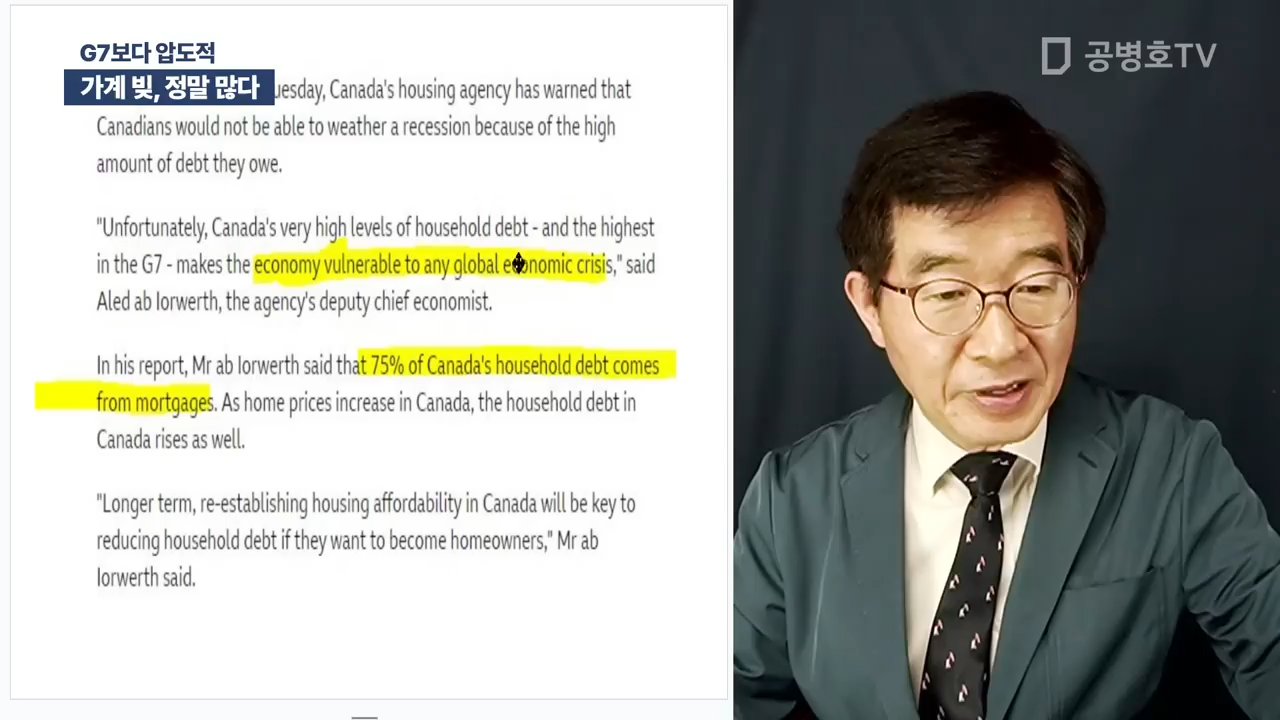 G7보다 압도적
가계 빚, 정말 많다
공병호TV
uesday, Canada's housing agency has warned that
Canadians would not be able to weather a recession because of the high
amount of debt they owe.
"Unfortunately, Canada's very high levels of household debt - and the highest
in the G7 - makes the economy vulnerable to any global economic crisis," said
Aled ab Iorwerth, the agency's deputy chief economist.
In his report, Mr ab Iorwerth said that 75% of Canada's household debt comes
from mortgages. As home prices increase in Canada, the household debt in
Canada rises as well.
"Longer term, re-establishing housing affordability in Canada will be key to
reducing household debt if they want to become homeowners," Mr ab
Iorwerth said.